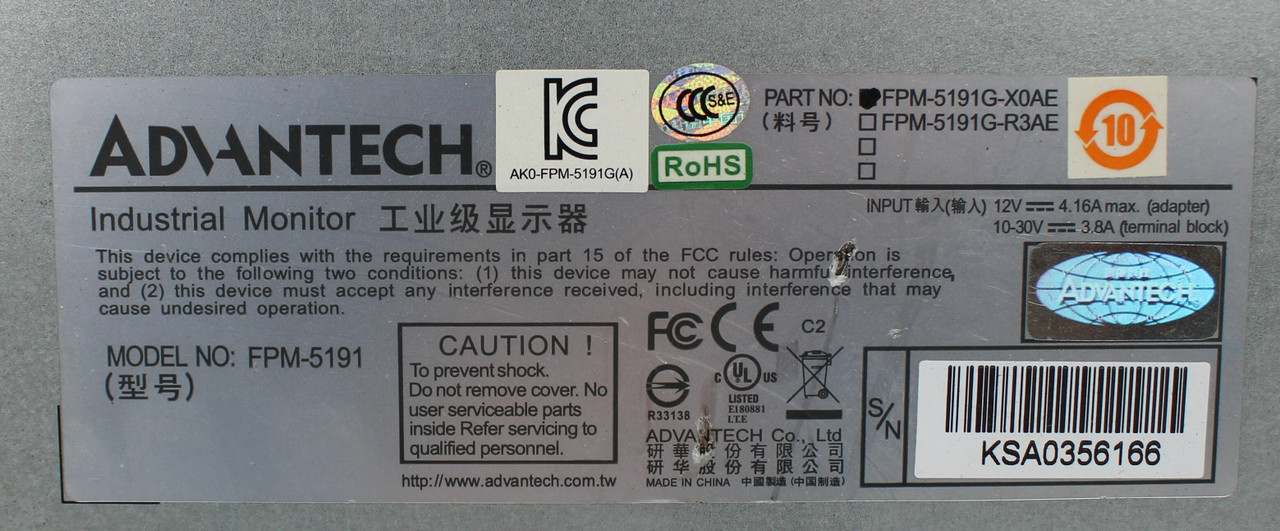 ADVANTECH®
KC
AK0-FPM-5191G(A)
CCC S&E
RoHS
PART NO: FPM-5191G-X0AE
(料号) FPM-5191G-R3AE
10
Industrial Monitor 工业级显示器
INPUT 輸入(输入) 12V 4.16A max. (adapter)
10-30V 3.8A (terminal block)
This device complies with the requirements in part 15 of the FCC rules: Operation is
subject to the following two conditions: (1) this device may not cause harmful interference,
and (2) this device must accept any interference received, including interference that may
cause undesired operation.
ADVANTECH
MODEL NO: FPM-5191
(型号)
CAUTION !
To prevent shock.
Do not remove cover. No
user serviceable parts
inside Refer servicing to
qualified personnel.
http://www.advantech.com.tw
FC CE C2
R33138
C UL US
LISTED
E180881
I.T.E
ADVANTECH Co., Ltd
研華股份有限公司
研华股份有限公司
MADE IN CHINA 中國製造 (中国制造)
S/N
KSA0356166